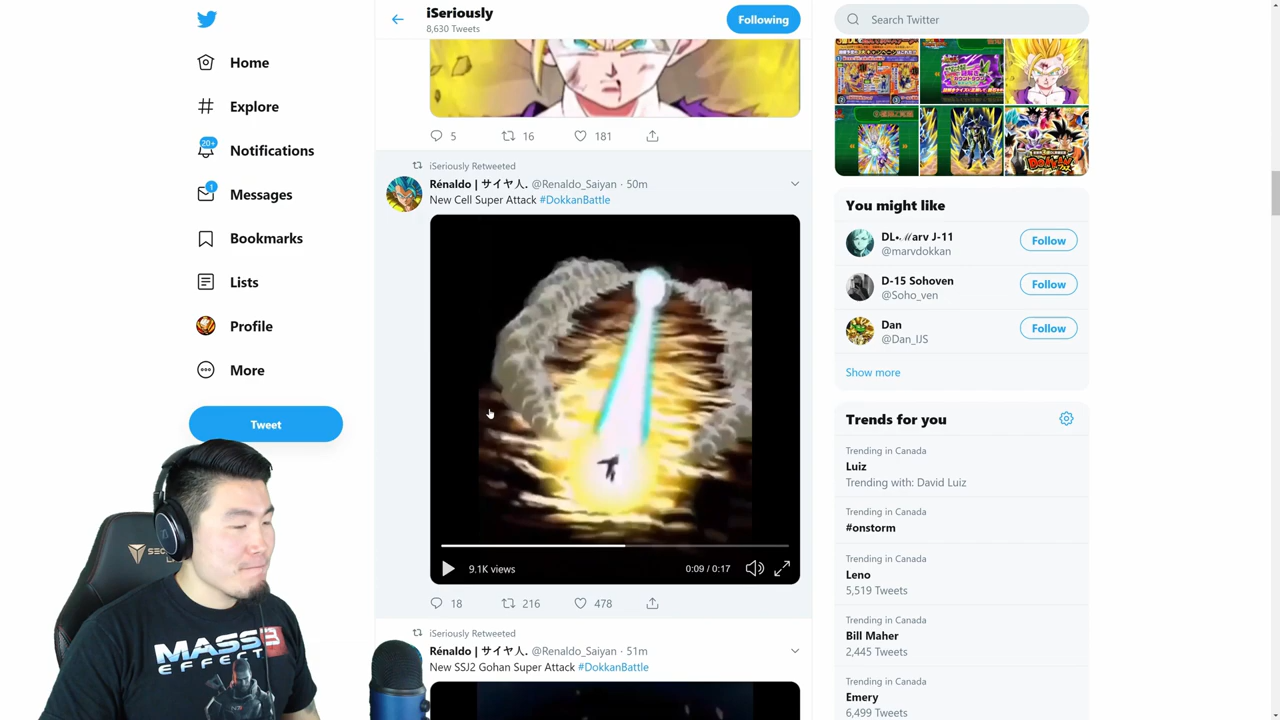 iSeriously
8,630 Tweets
Following
Search Twitter
Home
Explore
20+
Notifications
1
Messages
Bookmarks
Lists
Profile
More
Tweet
5
16
181
iSeriously Retweeted
Rénaldo | サイヤ人. @Renaldo_Saiyan · 50m
New Cell Super Attack #DokkanBattle
9.1K views
0:09 / 0:17
18
216
478
iSeriously Retweeted
Rénaldo | サイヤ人. @Renaldo_Saiyan · 51m
New SSJ2 Gohan Super Attack #DokkanBattle
You might like
@marvdokkan
Follow
D-15 Sohoven
@Soho_ven
Follow
Dan
@Dan_IJS
Follow
Show more
Trends for you
Trending in Canada
Luiz
Trending with: David Luiz
Trending in Canada
#onstorm
Trending in Canada
Leno
5,519 Tweets
Trending in Canada
Bill Maher
2,445 Tweets
Trending in Canada
Emery
6,499 Tweets
MASS 3
EFFECT